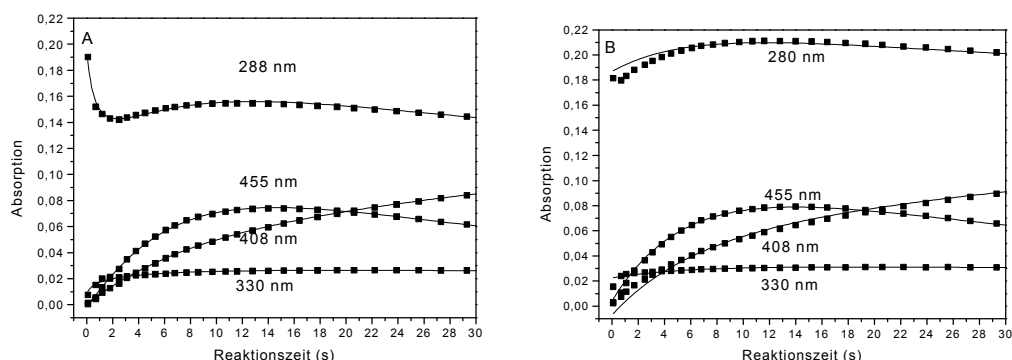 A
0,22
0,20
0,18
0,16
0,14
0,12
0,10
0,08
0,06
0,04
0,02
0,00
Absorption
288 nm
455 nm
408 nm
330 nm
0 2 4 6 8 10 12 14 16 18 20 22 24 26 28 30
Reaktionszeit (s)
B
0,22
0,20
0,18
0,16
0,14
0,12
0,10
0,08
0,06
0,04
0,02
0,00
Absorption
280 nm
455 nm
408 nm
330 nm
0 2 4 6 8 10 12 14 16 18 20 22 24 26 28 30
Reaktionszeit (s)